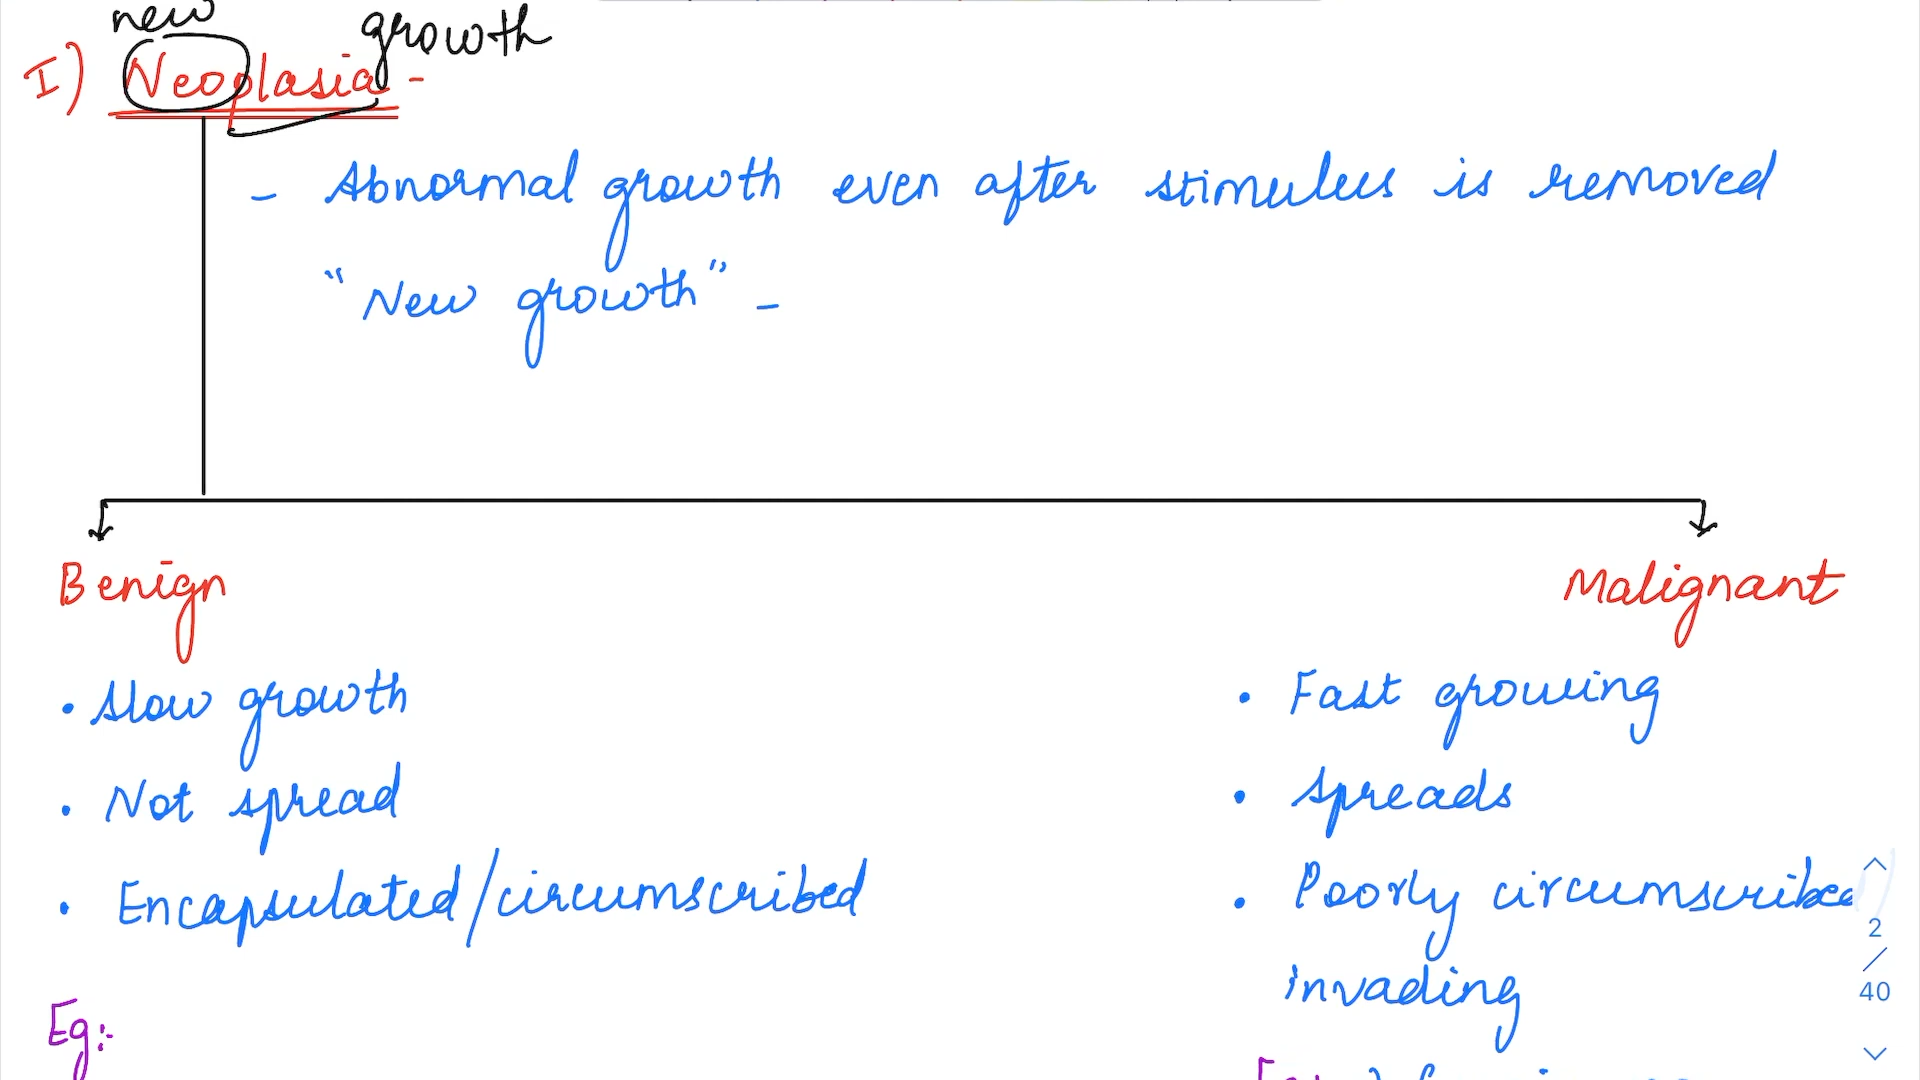 new growth
I) Neoplasia -
- Abnormal growth even after stimulus is removed
"New growth" -
Benign
Malignant
• Slow growth
• Fast growing
• Not spread
• Spreads
• Encapsulated/circumscribed
• Poorly circumscribed
invading
2
/
40
Eg:-